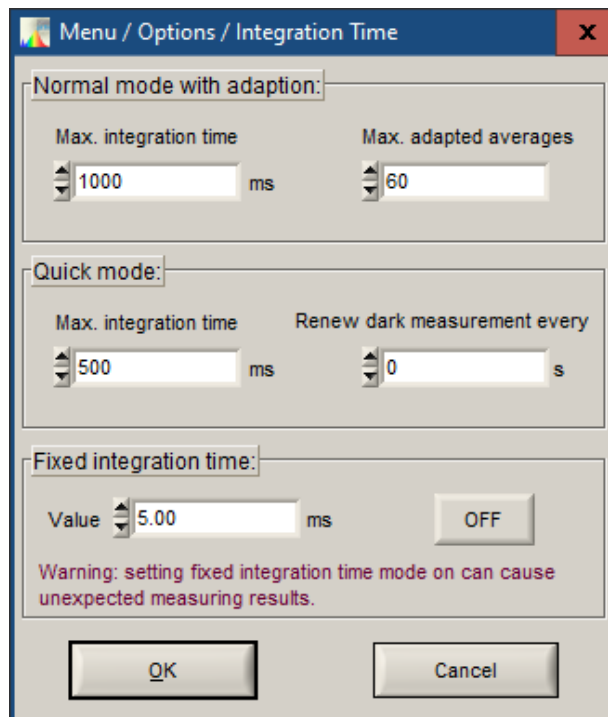 Menu / Options / Integration Time
x
Normal mode with adaption:
Max. integration time Max. adapted averages
1000 ms 60
Quick mode:
Max. integration time Renew dark measurement every
500 ms 0 s
Fixed integration time:
Value 5.00 ms OFF
Warning: setting fixed integration time mode on can cause
unexpected measuring results.
OK Cancel